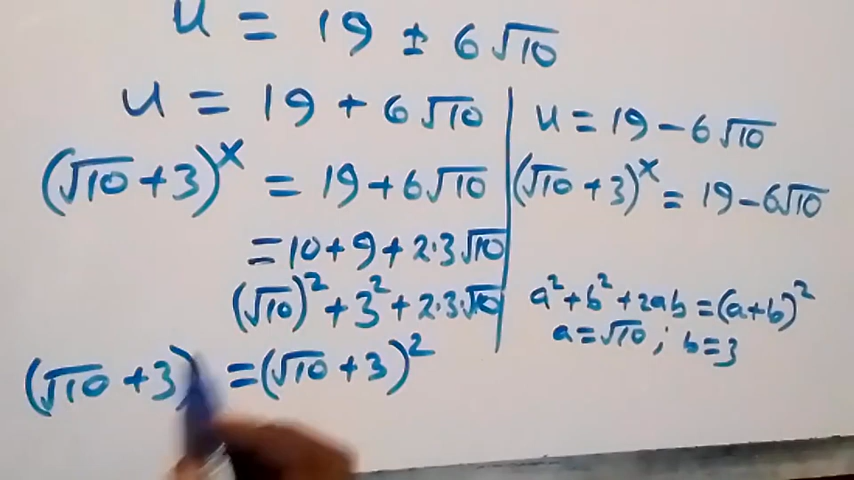 u = 19 ± 6√10
u = 19 + 6√10
(√10 + 3)^x = 19 + 6√10
= 10 + 9 + 2·3√10
(√10)² + 3² + 2·3√10
(√10 + 3) = (√10 + 3)²
u = 19 − 6√10
(√10 + 3)^x = 19 − 6√10
a² + b² + 2ab = (a+b)²
a = √10 ; b = 3